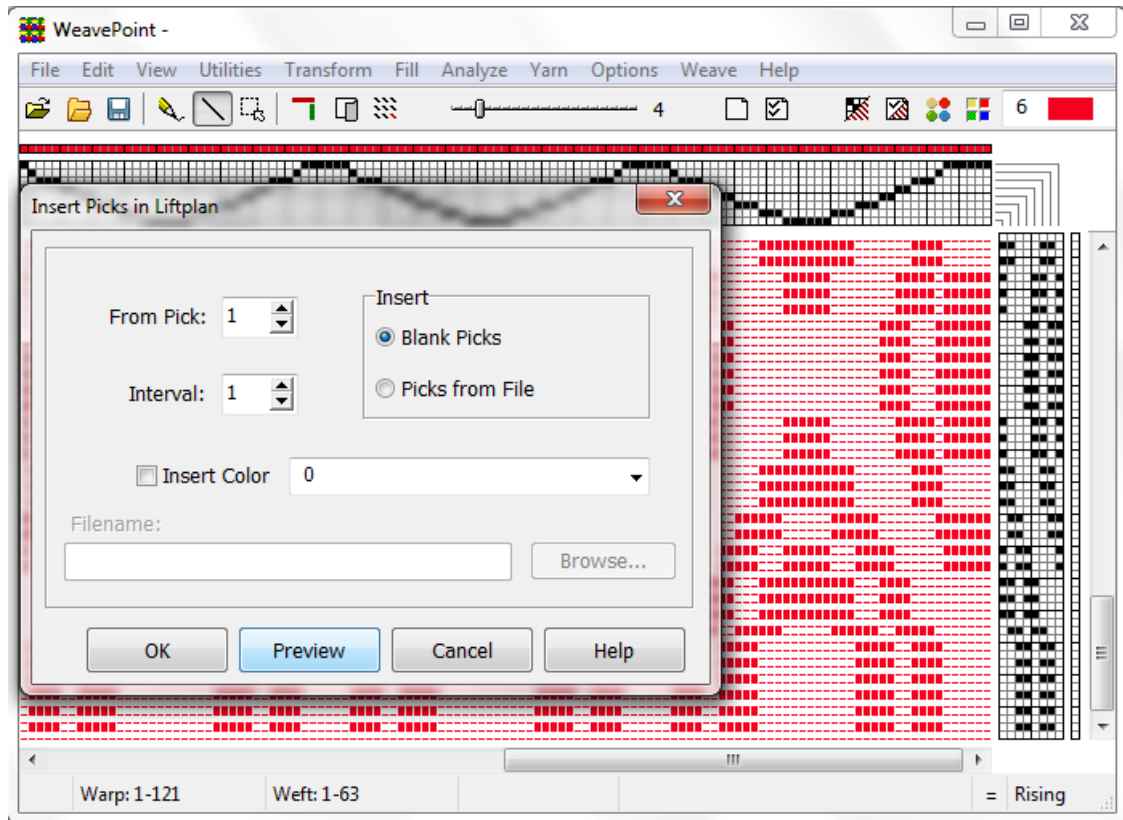 WeavePoint -
File Edit View Utilities Transform Fill Analyze Yarn Options Weave Help
4
6
Insert Picks in Liftplan
From Pick: 1
Insert
Blank Picks
Interval: 1
Picks from File
Insert Color 0
Filename:
Browse...
OK Preview Cancel Help
Warp: 1-121 Weft: 1-63 = Rising